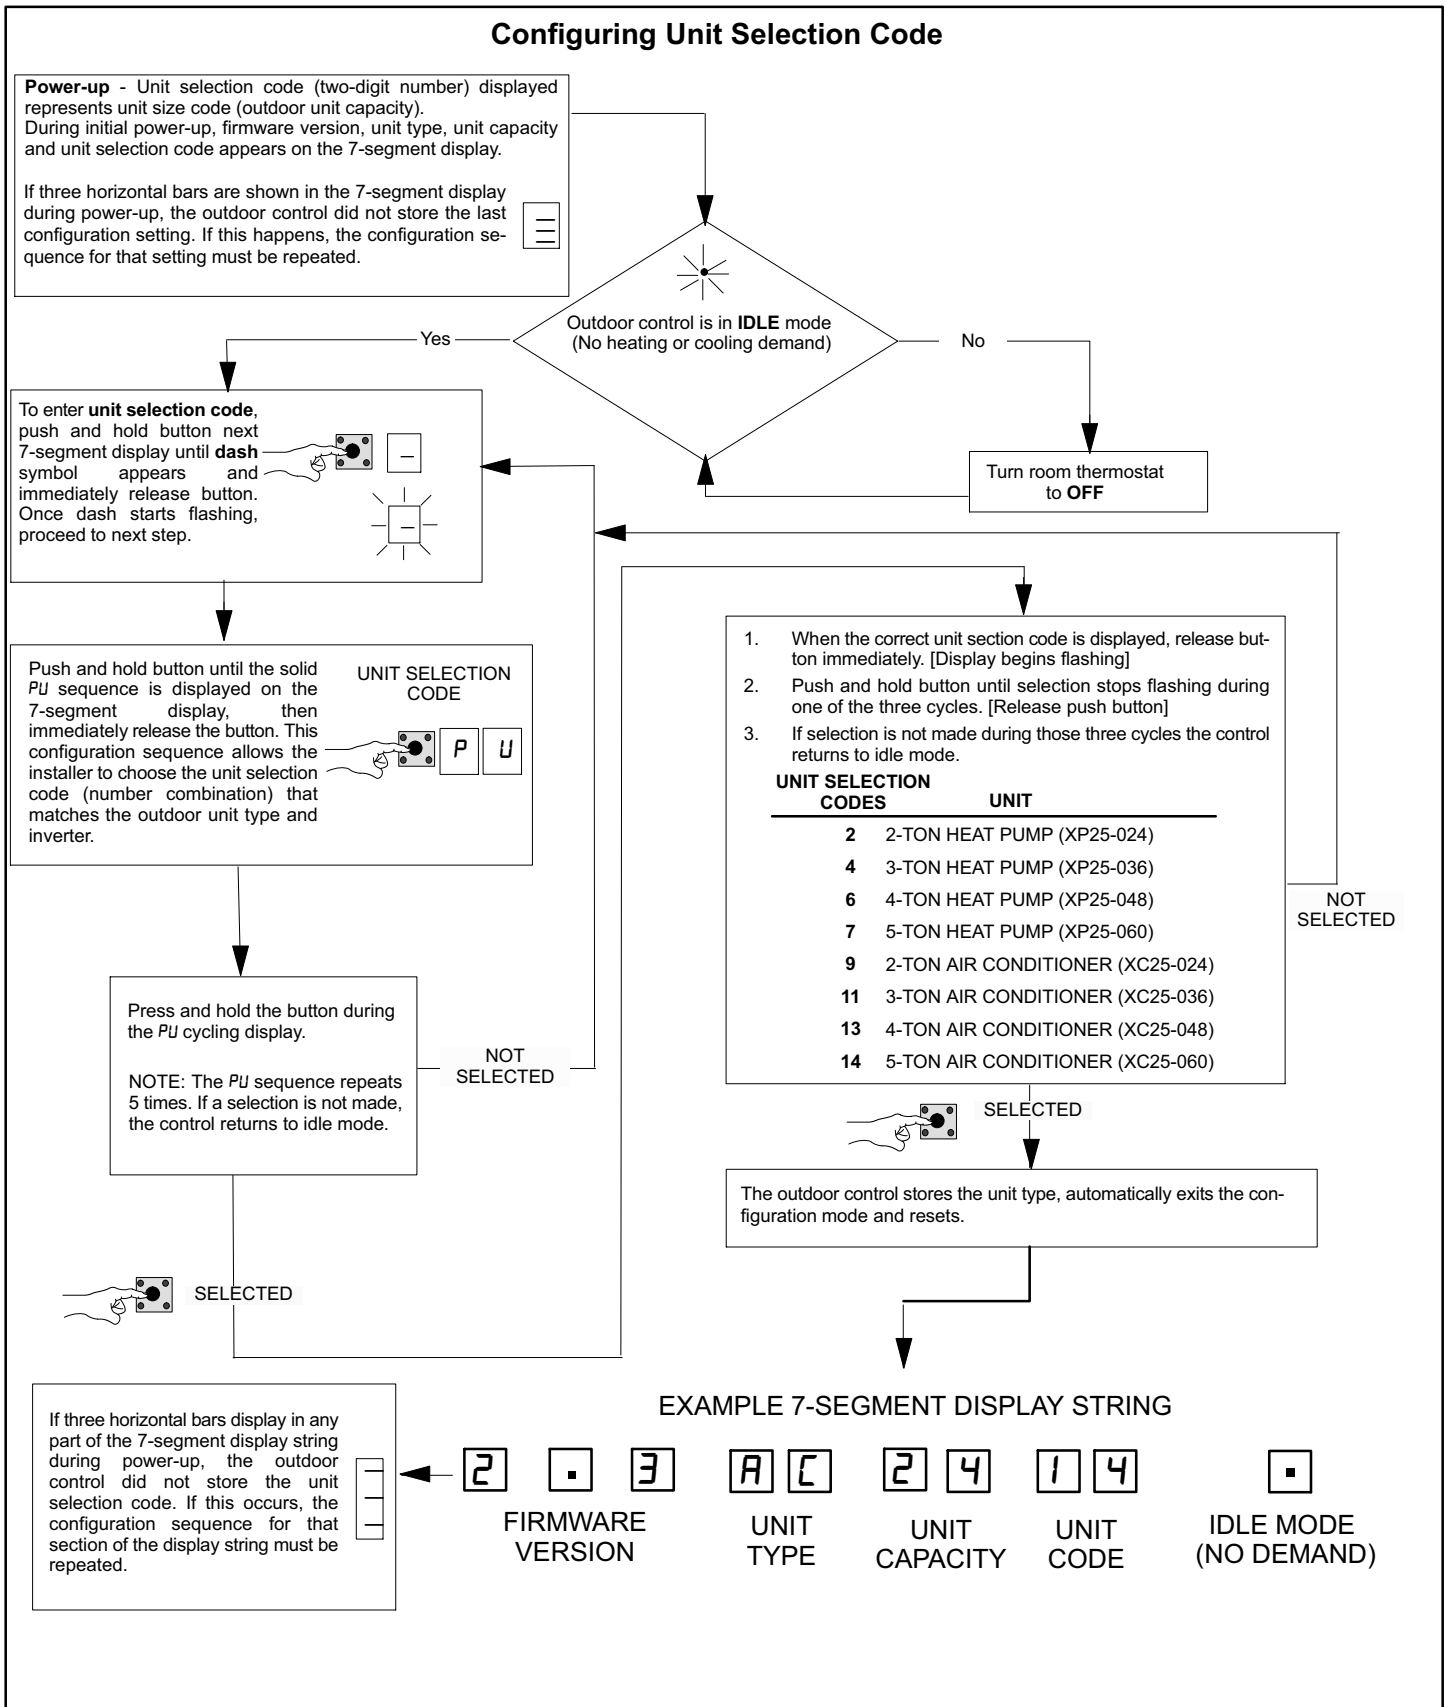 Configuring Unit Selection Code
Power-up - Unit selection code (two-digit number) displayed
represents unit size code (outdoor unit capacity).
During initial power-up, firmware version, unit type, unit capacity
and unit selection code appears on the 7-segment display.
If three horizontal bars are shown in the 7-segment display
during power-up, the outdoor control did not store the last
configuration setting. If this happens, the configuration se-
quence for that setting must be repeated.
Outdoor control is in IDLE mode
(No heating or cooling demand)
Yes
No
Turn room thermostat
to OFF
To enter unit selection code,
push and hold button next
7-segment display until dash
symbol appears and
immediately release button.
Once dash starts flashing,
proceed to next step.
Push and hold button until the solid
PU sequence is displayed on the
7-segment display, then
immediately release the button. This
configuration sequence allows the
installer to choose the unit selection
code (number combination) that
matches the outdoor unit type and
inverter.
UNIT SELECTION
CODE
P U
Press and hold the button during
the PU cycling display.
NOTE: The PU sequence repeats
5 times. If a selection is not made,
the control returns to idle mode.
NOT
SELECTED
SELECTED
1. When the correct unit section code is displayed, release but-
ton immediately. [Display begins flashing]
2. Push and hold button until selection stops flashing during
one of the three cycles. [Release push button]
3. If selection is not made during those three cycles the control
returns to idle mode.
UNIT SELECTION
CODES UNIT
2 2-TON HEAT PUMP (XP25-024)
4 3-TON HEAT PUMP (XP25-036)
6 4-TON HEAT PUMP (XP25-048)
7 5-TON HEAT PUMP (XP25-060)
9 2-TON AIR CONDITIONER (XC25-024)
11 3-TON AIR CONDITIONER (XC25-036)
13 4-TON AIR CONDITIONER (XC25-048)
14 5-TON AIR CONDITIONER (XC25-060)
NOT
SELECTED
SELECTED
The outdoor control stores the unit type, automatically exits the con-
figuration mode and resets.
If three horizontal bars display in any
part of the 7-segment display string
during power-up, the outdoor
control did not store the unit
selection code. If this occurs, the
configuration sequence for that
section of the display string must be
repeated.
EXAMPLE 7-SEGMENT DISPLAY STRING
2 . 3 A C 2 4 1 4 .
FIRMWARE
VERSION
UNIT
TYPE
UNIT
CAPACITY
UNIT
CODE
IDLE MODE
(NO DEMAND)